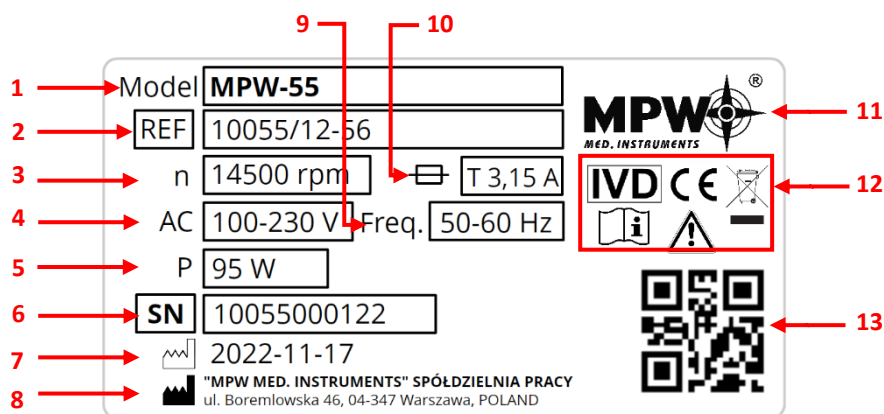 9 10
1 Model MPW-55 ® 11
2 REF 10055/12-56 MPW
MED. INSTRUMENTS
3 n 14500 rpm T 3,15 A
IVD CE 12
4 AC 100-230 V Freq. 50-60 Hz
i
5 P 95 W
6 SN 10055000122 13
7 2022-11-17
8 "MPW MED. INSTRUMENTS" SPÓŁDZIELNIA PRACY
ul. Boremlowska 46, 04-347 Warszawa, POLAND